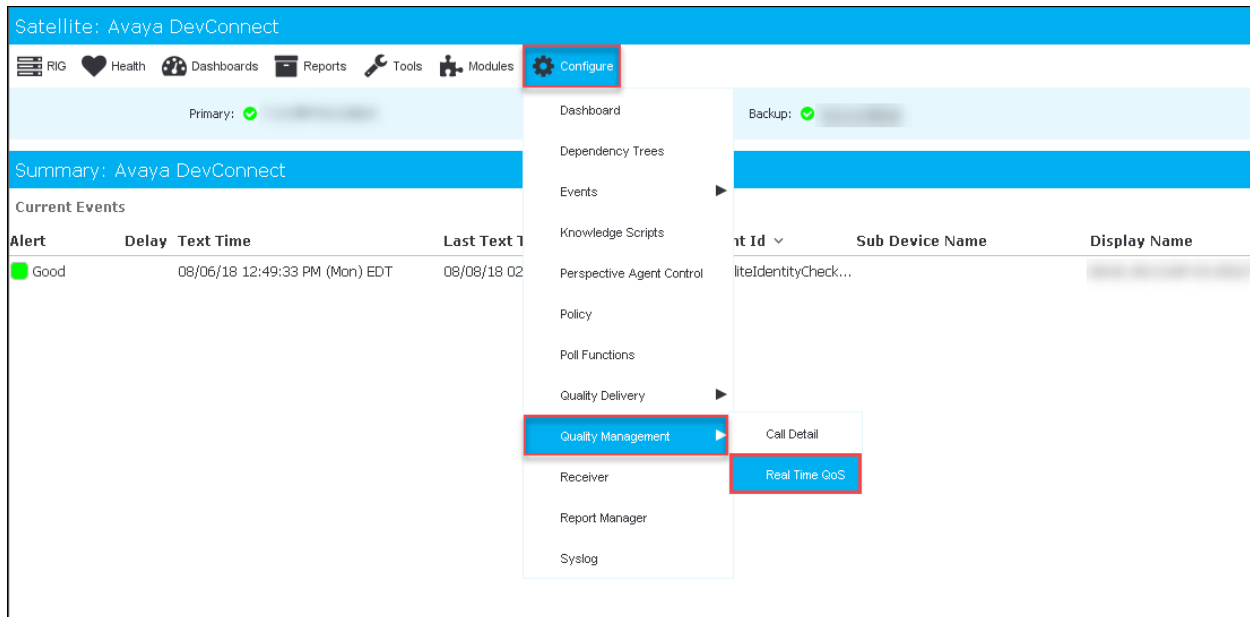 Satellite: Avaya DevConnect
RIG Health Dashboards Reports Tools Modules Configure
Primary: Backup:
Dashboard
Dependency Trees
Summary: Avaya DevConnect
Events
Current Events
Knowledge Scripts
Alert Delay Text Time Last Text T nt Id Sub Device Name Display Name
Good 08/06/18 12:49:33 PM (Mon) EDT 08/08/18 02 liteIdentityCheck...
Perspective Agent Control
Policy
Poll Functions
Quality Delivery
Quality Management
Call Detail
Real Time QoS
Receiver
Report Manager
Syslog